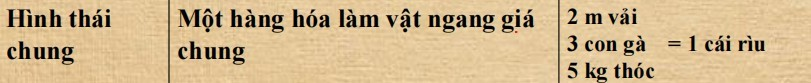 Hình thái chung
Một hàng hóa làm vật ngang giá chung
2 m vải
3 con gà = 1 cái rìu
5 kg thóc